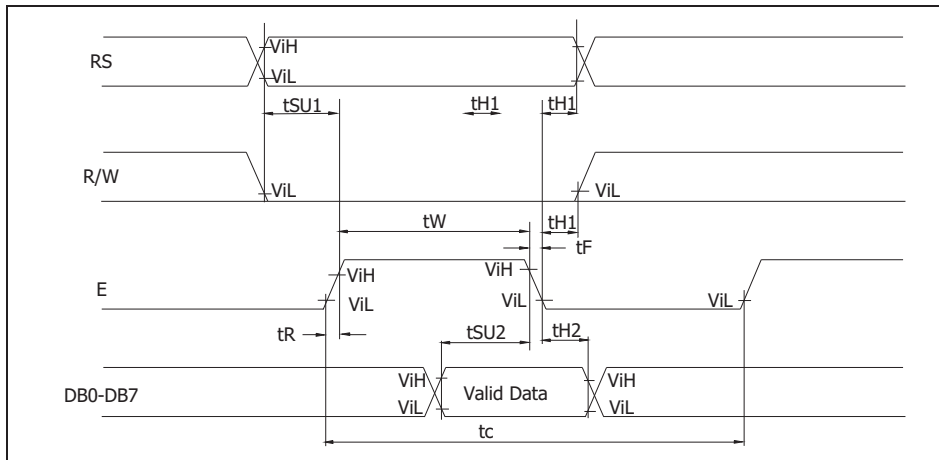 RS
ViH
ViL
tSU1
tH1
tH1
R/W
ViL
ViL
tW
tH1
tF
E
ViH
ViL
ViH
ViL
ViL
tR
tSU2
tH2
DB0-DB7
ViH
ViL
Valid Data
ViH
ViL
tc